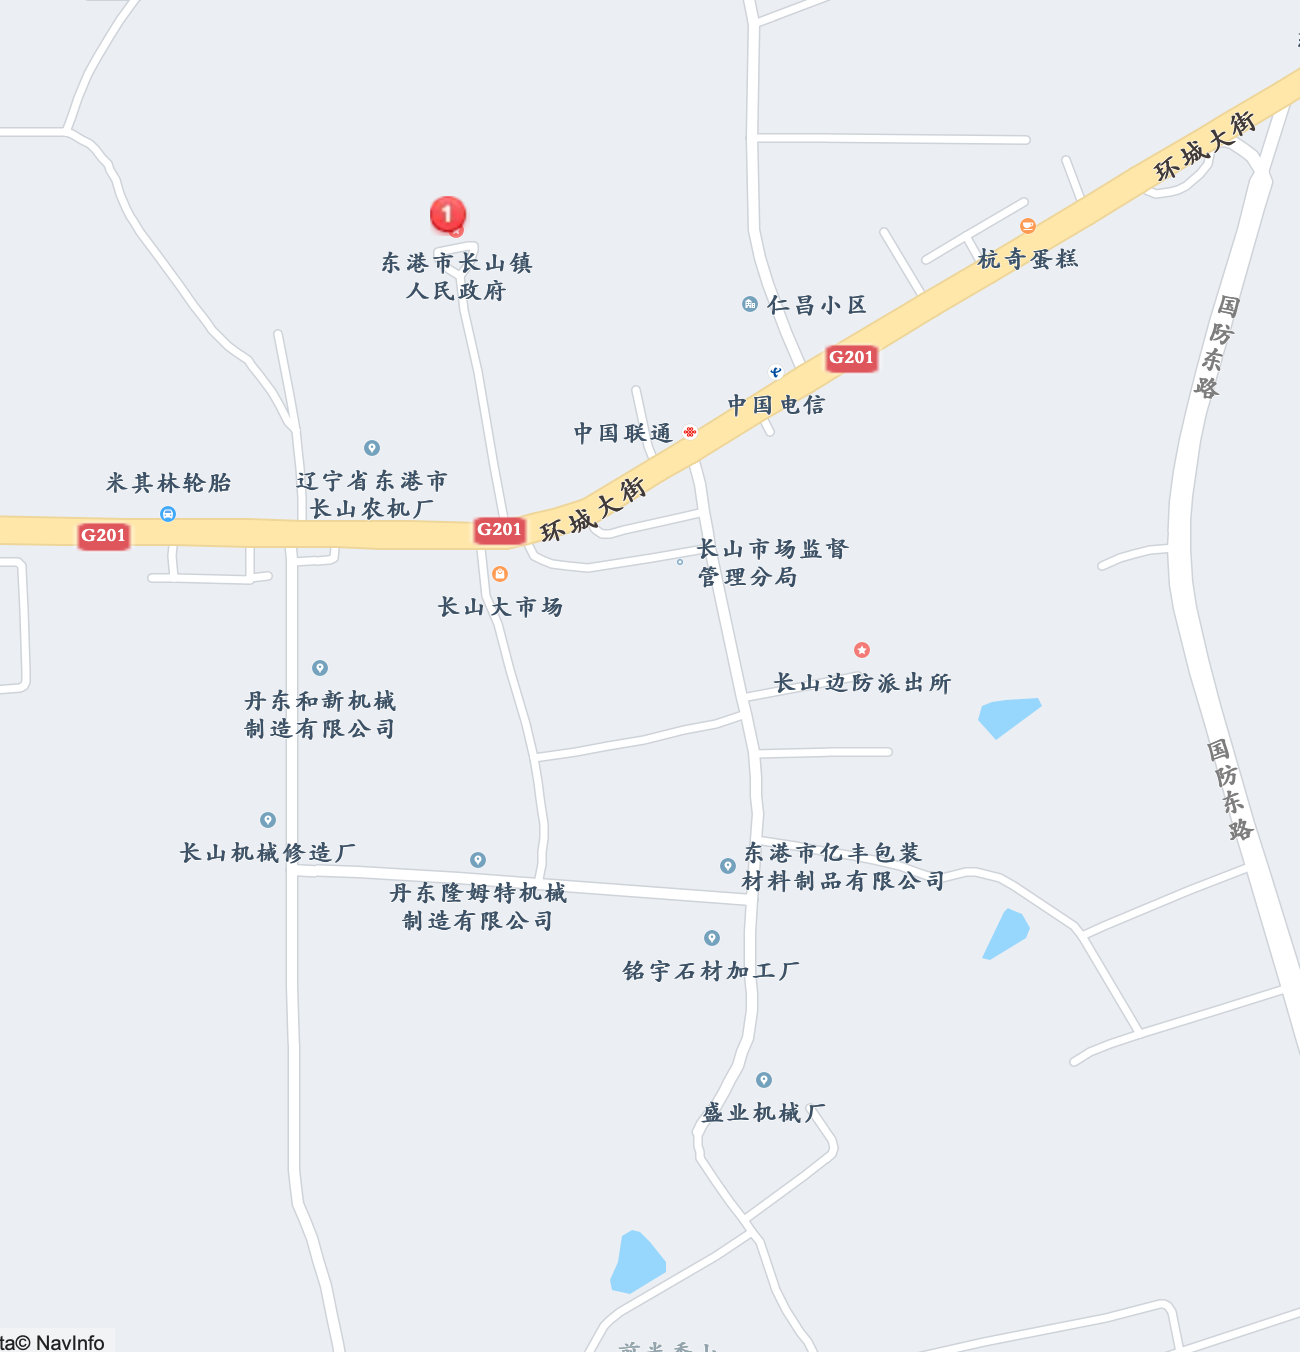 环城大街
1
东港市长山镇
人民政府
杭奇蛋糕
仁昌小区
国防东路
G201
中国电信
中国联通
米其林轮胎
辽宁省东港市
长山农机厂
环城大街
G201
G201
长山市场监督
管理分局
长山大市场
长山边防派出所
丹东和新机械
制造有限公司
国防东路
长山机械修造厂
东港市亿丰包装
材料制品有限公司
丹东隆姆特机械
制造有限公司
铭宇石材加工厂
盛业机械厂
ta© NavInfo